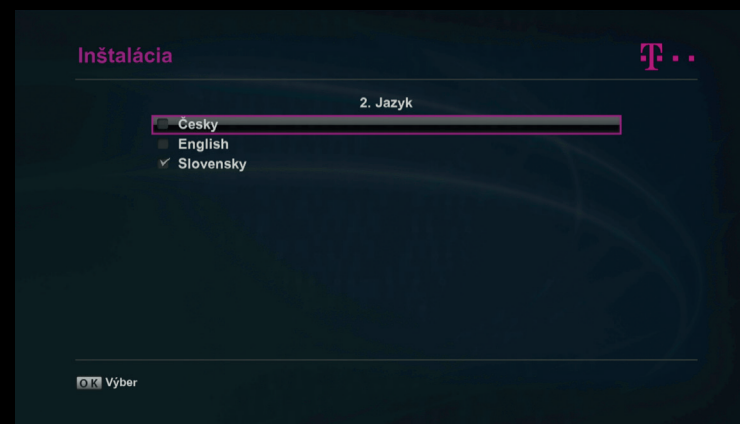 Inštalácia
T
2. Jazyk
Česky
English
Slovensky
OK Výber